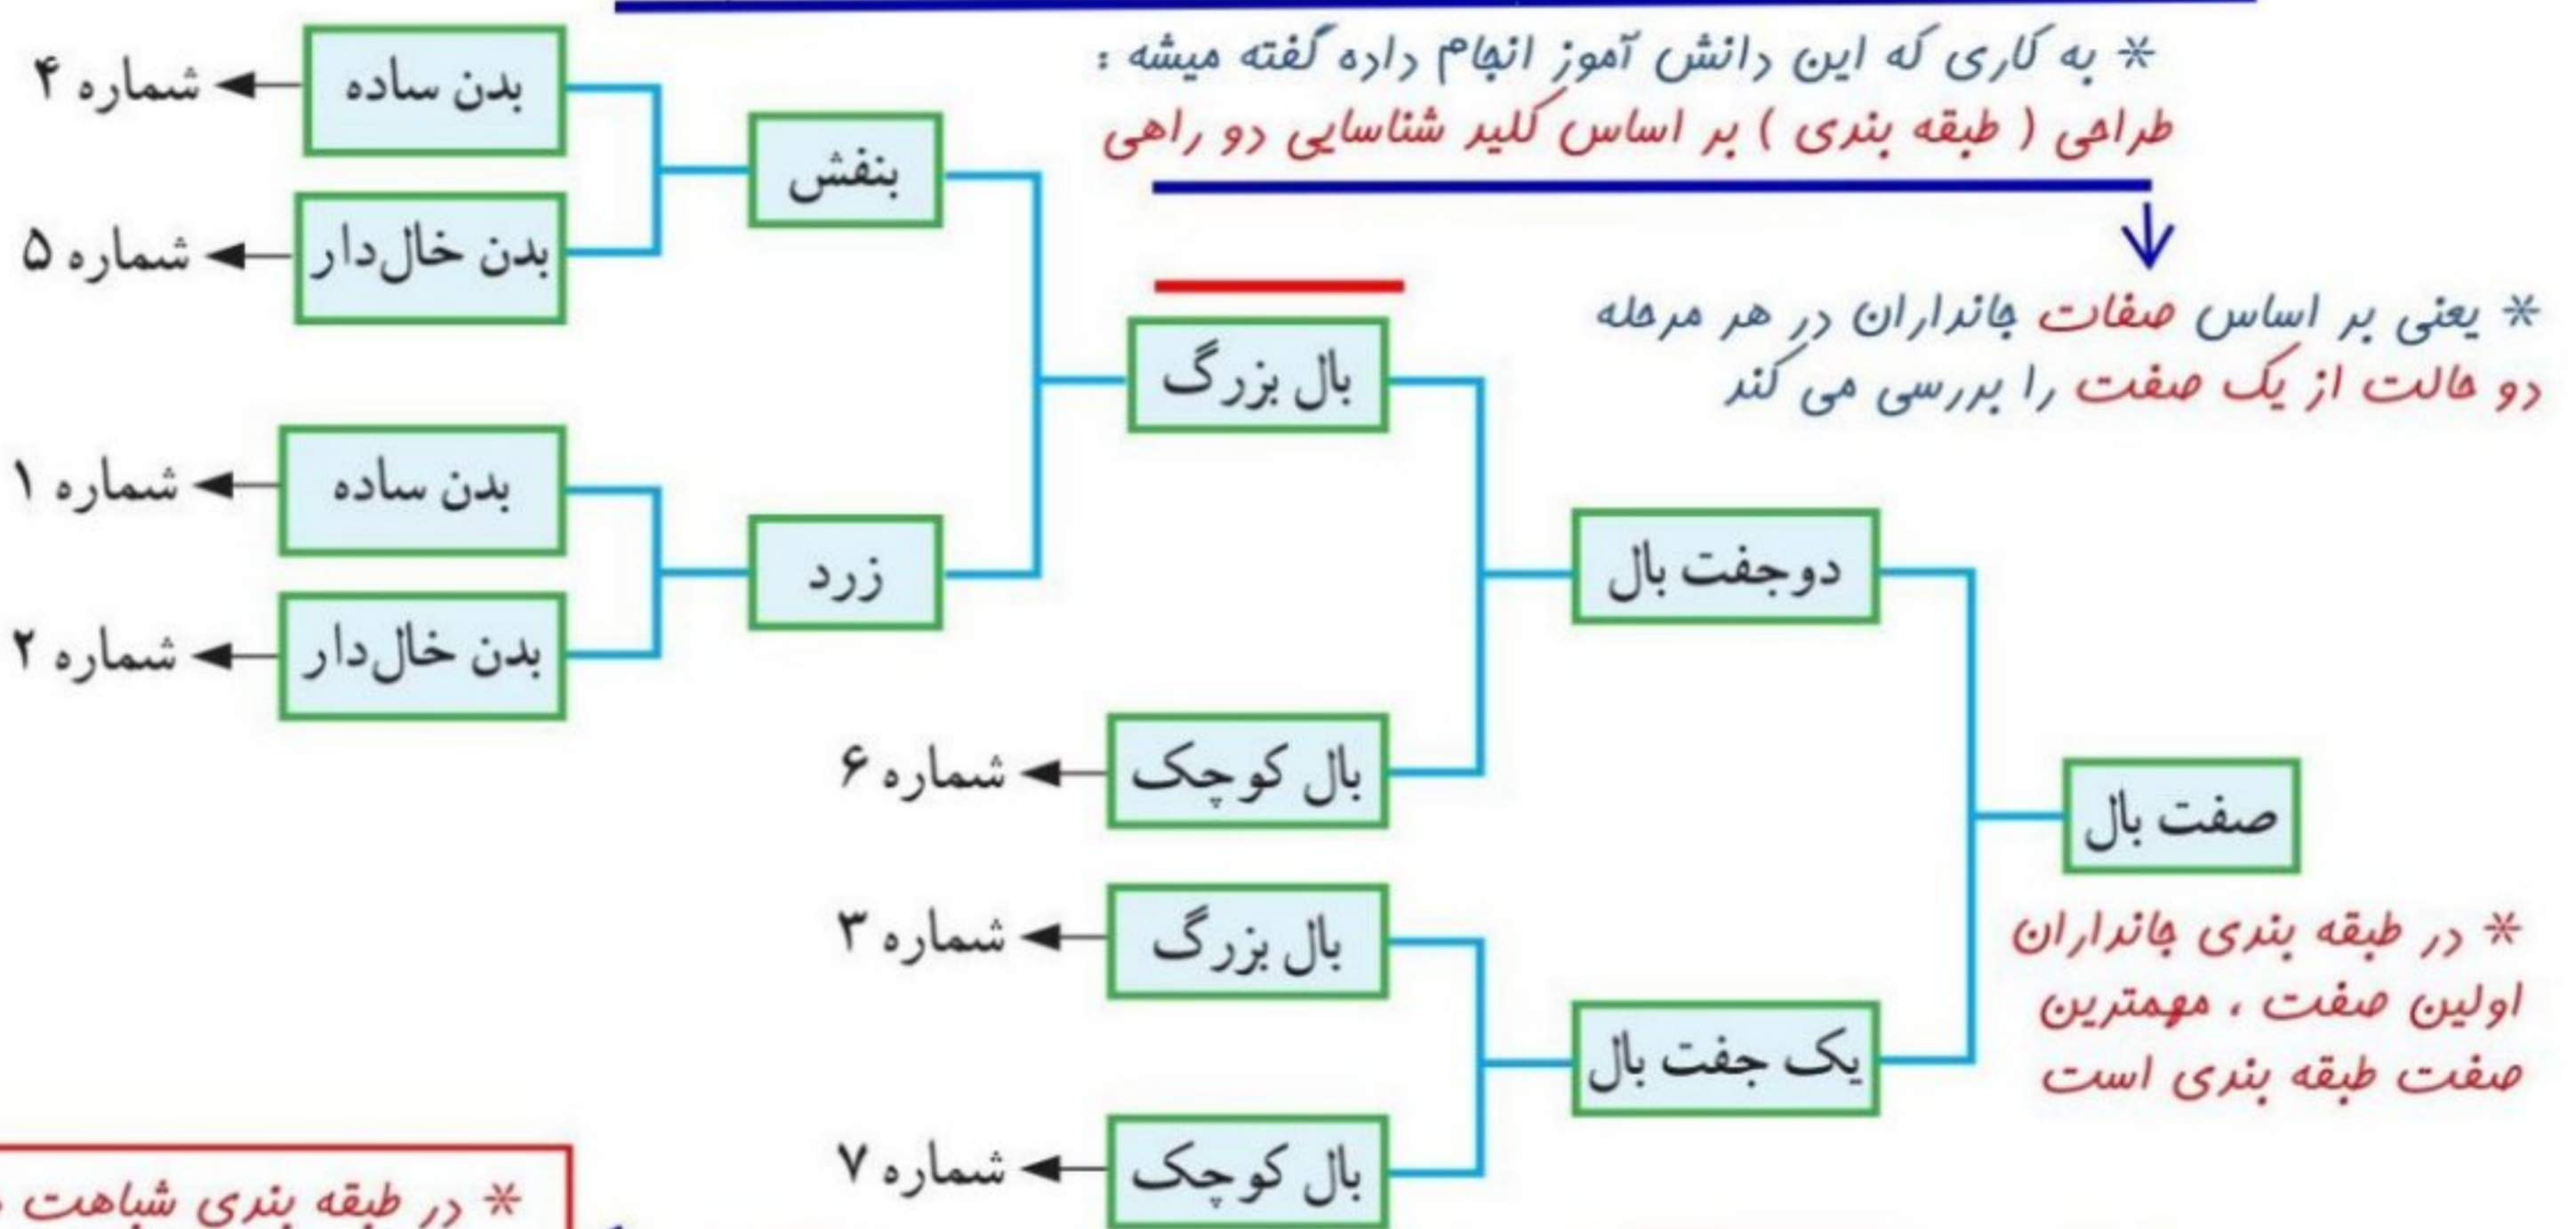 * به کاری که این دانش آموز انجام داده گفته میشه :
طراحی ( طبقه بندی ) بر اساس کلید شناسایی دو راهی
* یعنی بر اساس صفات جانداران در هر مرحله
دو حالت از یک صفت را بررسی می کند
صفت بال
* در طبقه بندی جانداران
اولین صفت ، مهمترین
صفت طبقه بندی است
دوجفت بال
یک جفت بال
بال بزرگ
بال کوچک
شماره ۶
بال بزرگ
شماره ۳
بال کوچک
شماره ۷
بنفش
زرد
بدن ساده
شماره ۴
بدن خال‌دار
شماره ۵
بدن ساده
شماره ۱
بدن خال‌دار
شماره ۲
* در طبقه بندی شباهت